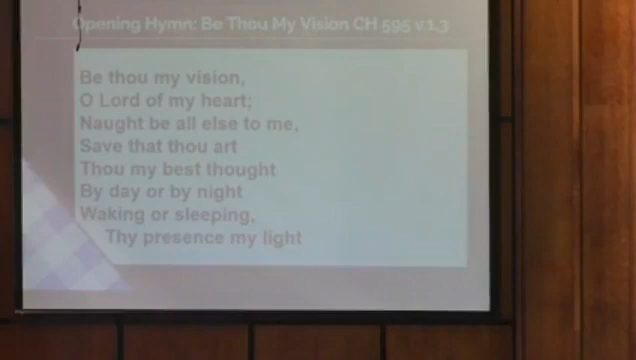 Opening Hymn: Be Thou My Vision CH 595 v.1.3
Be thou my vision,
O Lord of my heart;
Naught be all else to me,
Save that thou art
Thou my best thought
By day or by night
Waking or sleeping,
Thy presence my light